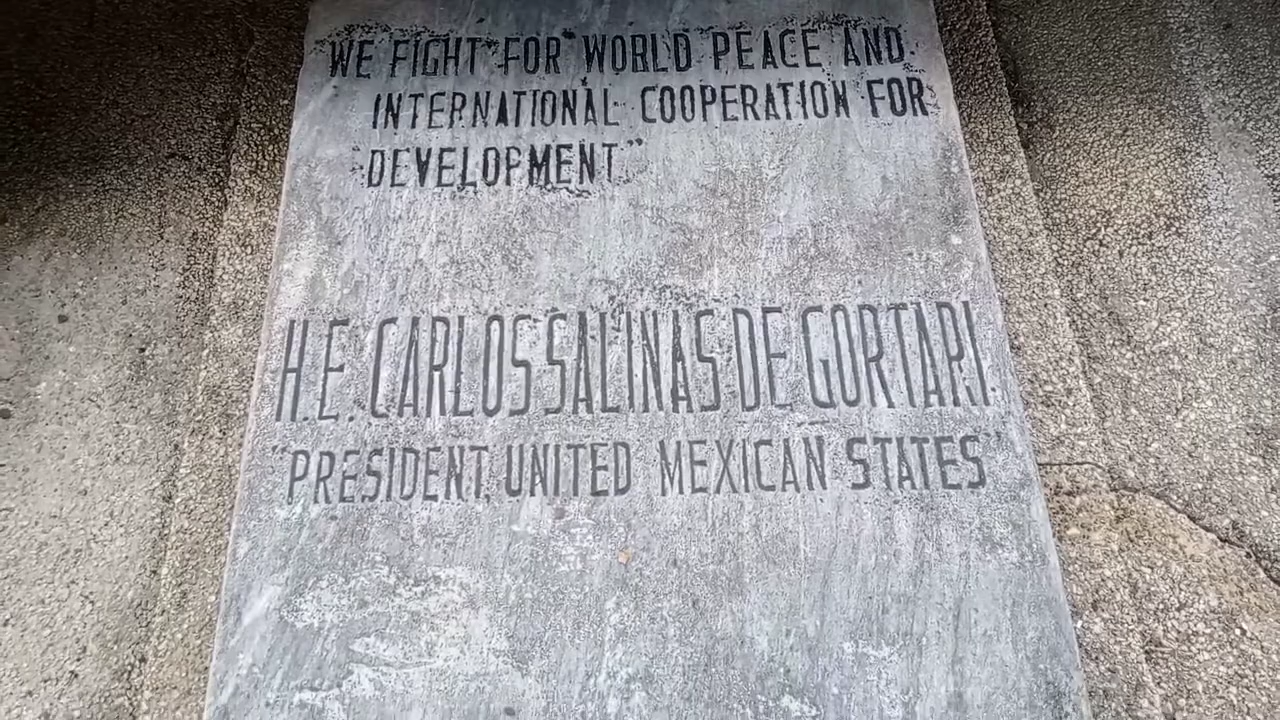 WE FIGHT FOR WORLD PEACE AND
INTERNATIONAL COOPERATION FOR
DEVELOPMENT."
H.E. CARLOS SALINAS DE GORTARI.
"PRESIDENT, UNITED MEXICAN STATES"